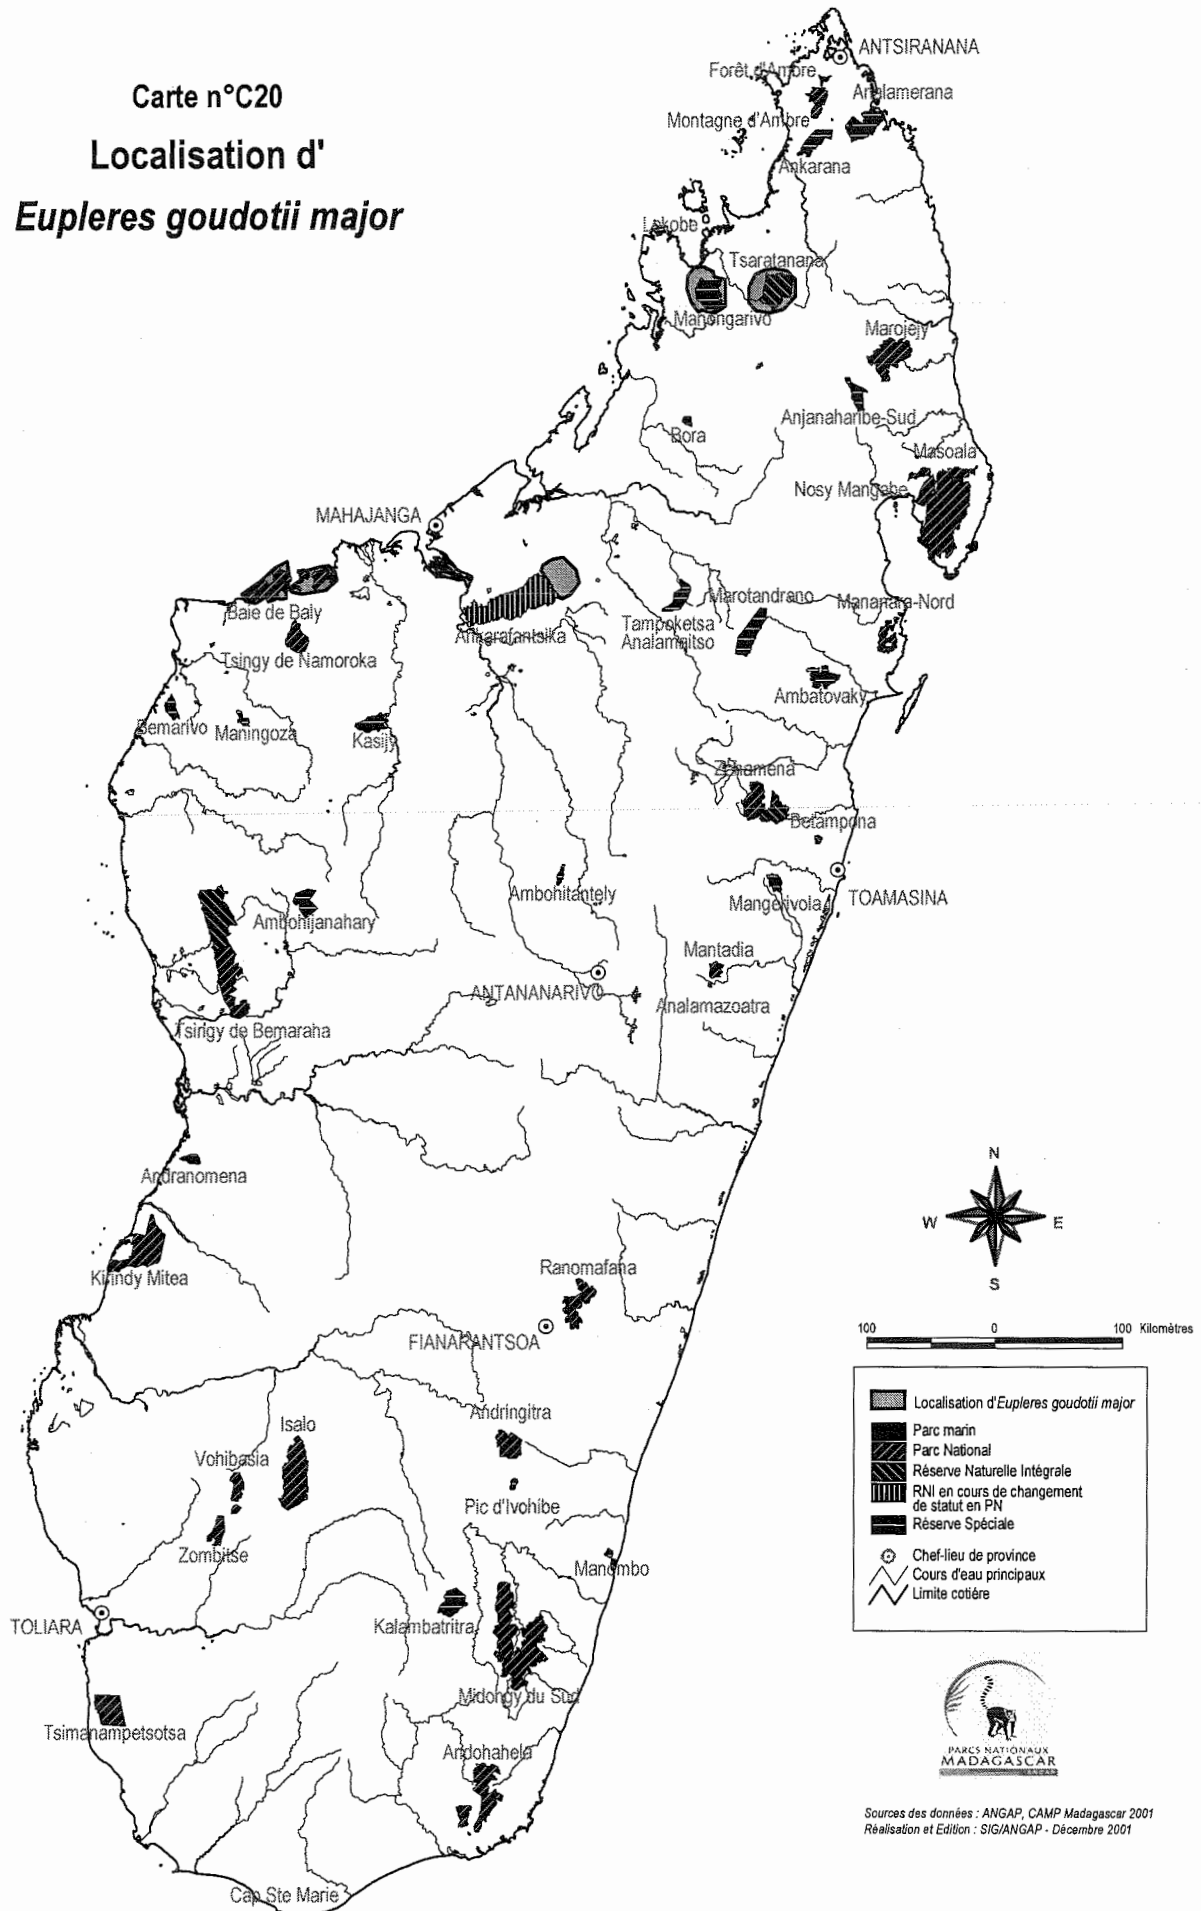 Carte n°C20
Localisation d'
Eupleres goudotii major
ANTSIRANANA
Forêt d'Ambre
Analamerana
Montagne d'Ambre
Ankarana
Lokobe
Tsaratanana
Manongarivo
Marojejy
Anjanaharibe-Sud
Bora
Masoala
Nosy Mangabe
MAHAJANGA
Baie de Baly
Ankarafantsika
Tampoketsa
Analamaitso
Marotandrano
Mananara-Nord
Tsingy de Namoroka
Ambatovaky
Bemarivo
Maningoza
Kasijy
Zahamena
Betampona
Ambohitantely
Mangerivola
TOAMASINA
Ambohijanahary
Mantadia
ANTANANARIVO
Analamazoatra
Tsingy de Bemaraha
Andranomena
N
W
E
S
Kirindy Mitea
Ranomafana
FIANARANTSOA
100
0
100 Kilomètres
Localisation d'Eupleres goudotii major
Parc marin
Parc National
Réserve Naturelle Intégrale
RNI en cours de changement
de statut en PN
Réserve Spéciale
Chef-lieu de province
Cours d'eau principaux
Limite cotière
Andringitra
Isalo
Vohibasia
Pic d'Ivohibe
Zombitse
Manombo
TOLIARA
Kalambatritra
Midongy du Sud
Tsimanampetsotsa
Andohahela
Cap Ste Marie
PARCS NATIONAUX
MADAGASCAR
ANGAP
Sources des données : ANGAP, CAMP Madagascar 2001
Réalisation et Edition : SIG/ANGAP - Décembre 2001